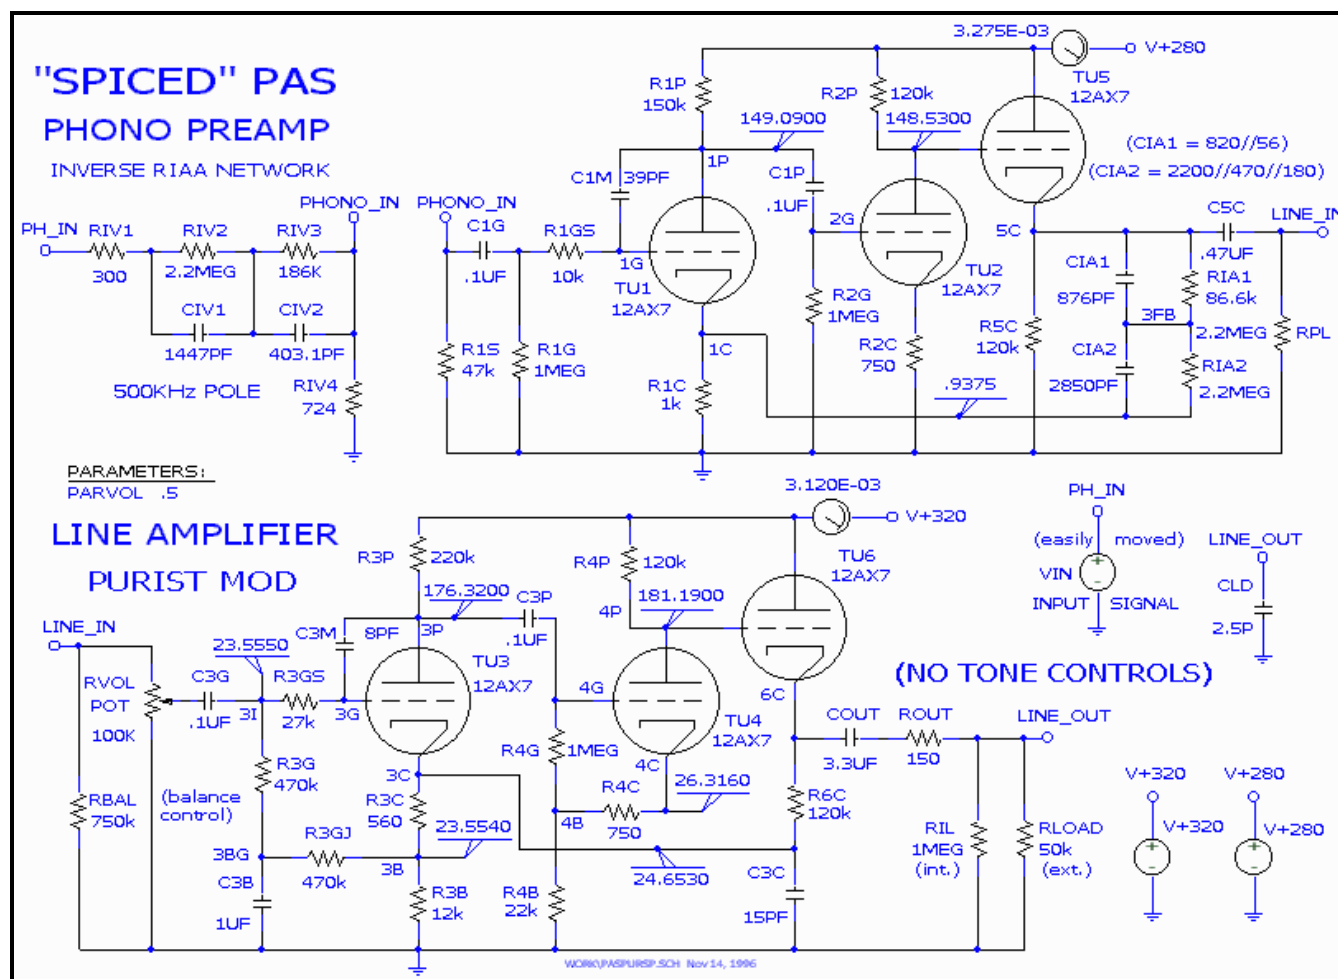 "SPICED" PAS
PHONO PREAMP
INVERSE RIAA NETWORK
PH_IN
RIV1
300
RIV2
2.2MEG
RIV3
186K
PHONO_IN
CIV1
1447PF
CIV2
403.1PF
500KHz POLE
RIV4
724
PHONO_IN
C1G
.1UF
R1GS
10k
R1S
47k
R1G
1MEG
C1M
39PF
R1P
150k
149.0900
1P
1G
TU1
12AX7
1C
R1C
1k
C1P
.1UF
R2P
120k
148.5300
2G
TU2
12AX7
R2G
1MEG
R2C
750
3.275E-03
V+280
TU5
12AX7
(CIA1 = 820//56)
(CIA2 = 2200//470//180)
5C
R5C
120k
C5C
.47UF
LINE_IN
CIA1
876PF
RIA1
86.6k
3FB
2.2MEG
CIA2
2850PF
RIA2
2.2MEG
RPL
.9375
PARAMETERS:
PARVOL .5
LINE AMPLIFIER
PURIST MOD
LINE_IN
RVOL
POT
100K
RBAL
750k
(balance
control)
23.5550
C3G
.1UF
3I
R3GS
27k
3G
R3G
470k
3BG
R3GJ
470k
3B
C3B
1UF
C3M
8PF
R3P
220k
176.3200
3P
TU3
12AX7
3C
R3C
560
23.5540
R3B
12k
C3P
.1UF
R4P
120k
4P
181.1900
4G
TU4
12AX7
R4G
1MEG
4C
R4C
750
4B
26.3160
R4B
22k
24.6530
3.120E-03
V+320
TU6
12AX7
6C
COUT
3.3UF
ROUT
150
LINE_OUT
R6C
120k
C3C
15PF
RIL
1MEG
(int.)
RLOAD
50k
(ext.)
(NO TONE CONTROLS)
PH_IN
(easily moved)
VIN
INPUT SIGNAL
LINE_OUT
CLD
2.5P
V+320
V+320
V+280
V+280
WORK\PASPURSP.SCH Nov 14, 1996